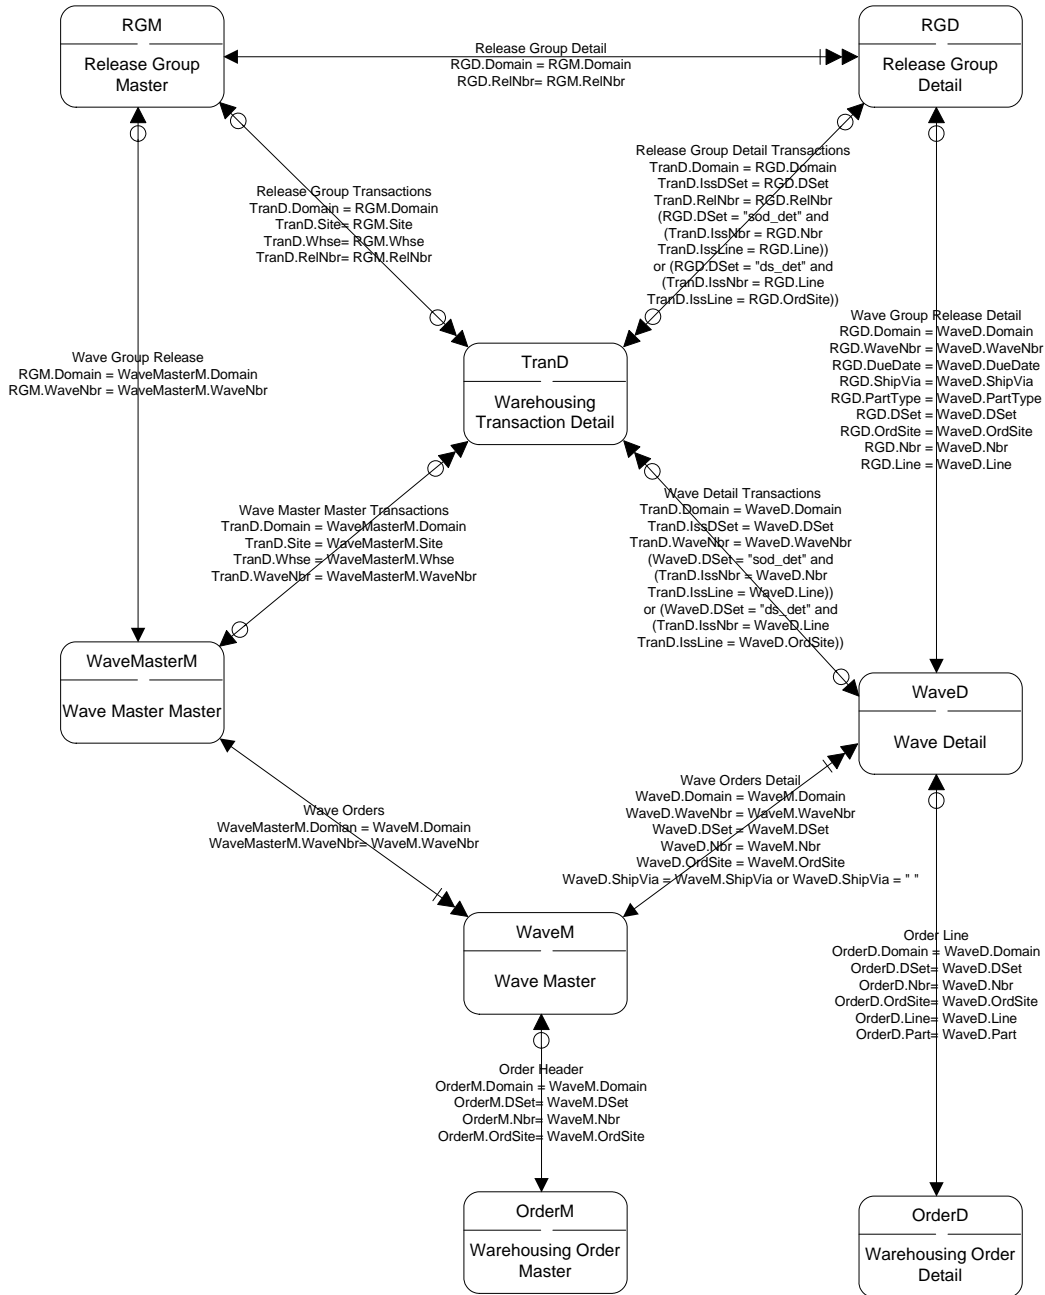 RGM
Release Group
Master
RGD
Release Group
Detail
Release Group Detail
RGD.Domain = RGM.Domain
RGD.RelNbr= RGM.RelNbr
Release Group Transactions
TranD.Domain = RGM.Domain
TranD.Site= RGM.Site
TranD.Whse= RGM.Whse
TranD.RelNbr= RGM.RelNbr
Release Group Detail Transactions
TranD.Domain = RGD.Domain
TranD.IssDSet = RGD.DSet
TranD.RelNbr = RGD.RelNbr
(RGD.DSet = "sod_det" and
(TranD.IssNbr = RGD.Nbr
TranD.IssLine = RGD.Line))
or (RGD.DSet = "ds_det" and
(TranD.IssNbr = RGD.Line
TranD.IssLine = RGD.OrdSite))
Wave Group Release
RGM.Domain = WaveMasterM.Domain
RGM.WaveNbr = WaveMasterM.WaveNbr
TranD
Warehousing
Transaction Detail
Wave Group Release Detail
RGD.Domain = WaveD.Domain
RGD.WaveNbr = WaveD.WaveNbr
RGD.DueDate = WaveD.DueDate
RGD.ShipVia = WaveD.ShipVia
RGD.PartType = WaveD.PartType
RGD.DSet = WaveD.DSet
RGD.OrdSite = WaveD.OrdSite
RGD.Nbr = WaveD.Nbr
RGD.Line = WaveD.Line
Wave Master Master Transactions
TranD.Domain = WaveMasterM.Domain
TranD.Site = WaveMasterM.Site
TranD.Whse = WaveMasterM.Whse
TranD.WaveNbr = WaveMasterM.WaveNbr
Wave Detail Transactions
TranD.Domain = WaveD.Domain
TranD.IssDSet = WaveD.DSet
TranD.WaveNbr = WaveD.WaveNbr
(WaveD.DSet = "sod_det" and
(TranD.IssNbr = WaveD.Nbr
TranD.IssLine = WaveD.Line))
or (WaveD.DSet = "ds_det" and
(TranD.IssNbr = WaveD.Line
TranD.IssLine = WaveD.OrdSite))
WaveMasterM
Wave Master Master
WaveD
Wave Detail
Wave Orders
WaveMasterM.Domian = WaveM.Domain
WaveMasterM.WaveNbr= WaveM.WaveNbr
Wave Orders Detail
WaveD.Domain = WaveM.Domain
WaveD.WaveNbr = WaveM.WaveNbr
WaveD.DSet = WaveM.DSet
WaveD.Nbr = WaveM.Nbr
WaveD.OrdSite = WaveM.OrdSite
WaveD.ShipVia = WaveM.ShipVia or WaveD.ShipVia = " "
WaveM
Wave Master
Order Line
OrderD.Domain = WaveD.Domain
OrderD.DSet= WaveD.DSet
OrderD.Nbr= WaveD.Nbr
OrderD.OrdSite= WaveD.OrdSite
OrderD.Line= WaveD.Line
OrderD.Part= WaveD.Part
Order Header
OrderM.Domain = WaveM.Domain
OrderM.DSet= WaveM.DSet
OrderM.Nbr= WaveM.Nbr
OrderM.OrdSite= WaveM.OrdSite
OrderM
Warehousing Order
Master
OrderD
Warehousing Order
Detail